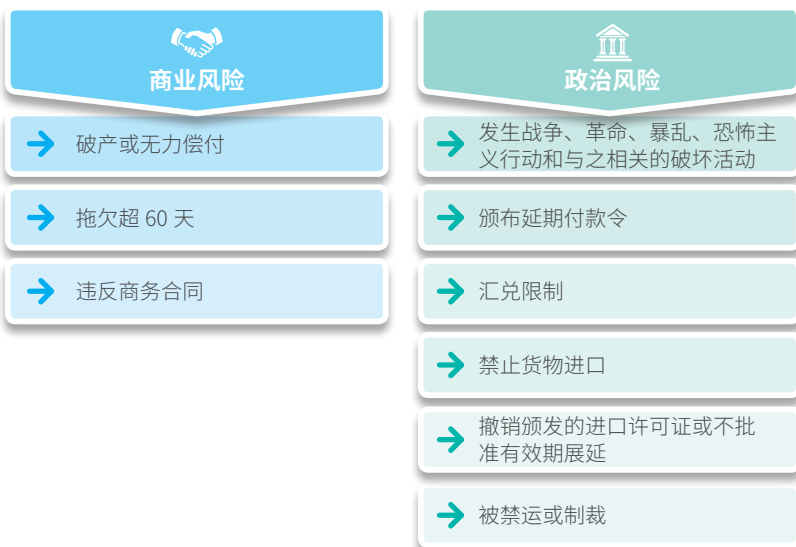 商业风险
破产或无力偿付
拖欠超 60 天
违反商务合同
政治风险
发生战争、革命、暴乱、恐怖主
义行动和与之相关的破坏活动
颁布延期付款令
汇兑限制
禁止货物进口
撤销颁发的进口许可证或不批
准有效期展延
被禁运或制裁